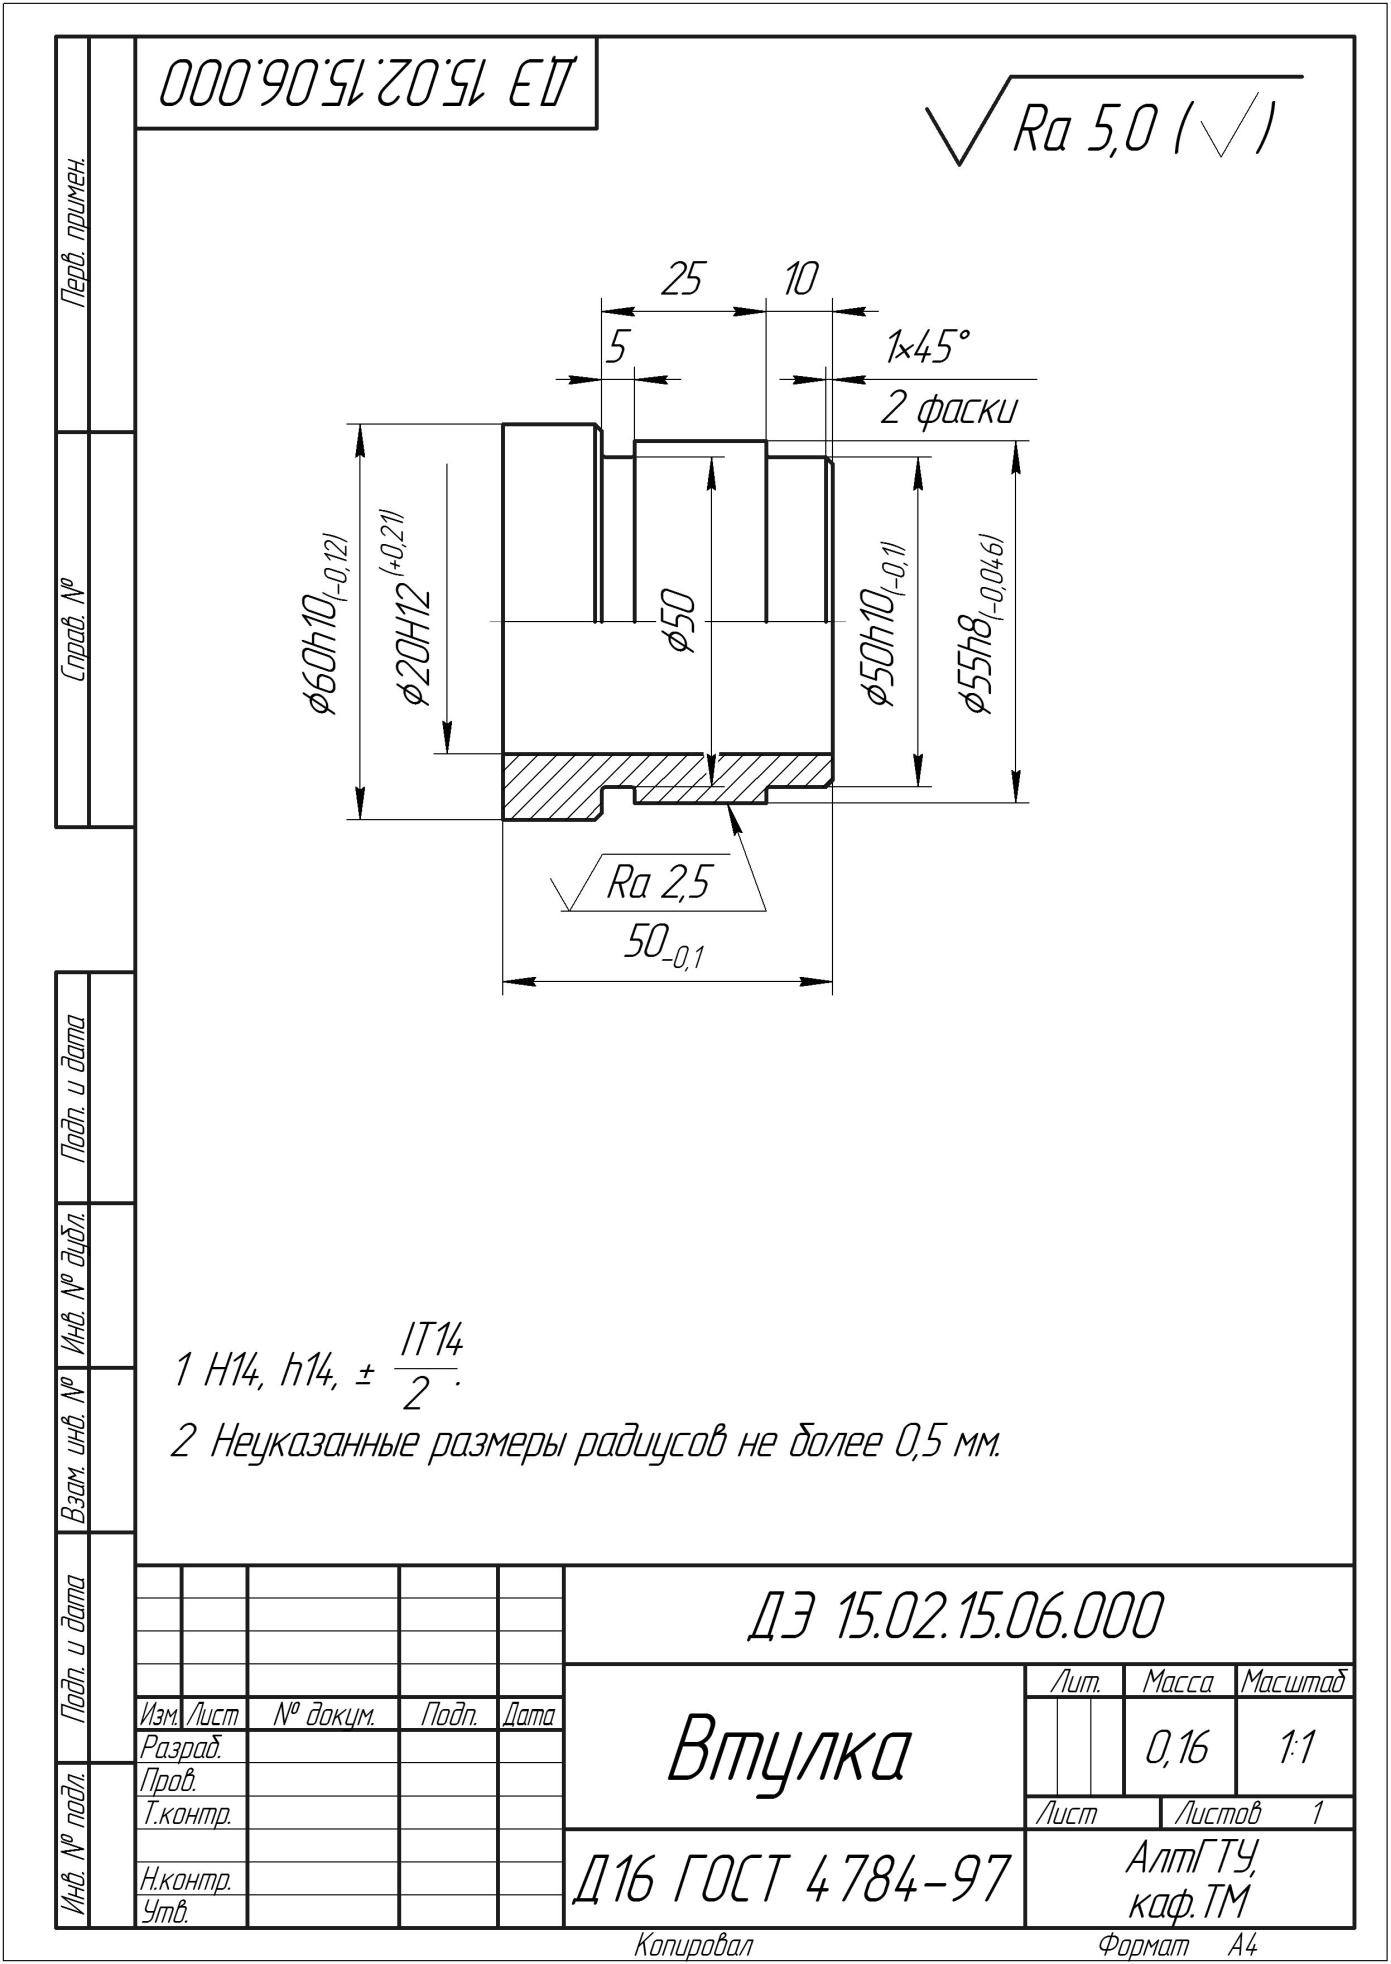 ДЭ 15.02.15.06.000
Ra 5,0 (√)
25
10
5
1×45°
2 фаски
⌀60h10(-0,12)
⌀20H12(+0,21)
⌀50
⌀50h10(-0,1)
⌀55h8(-0,046)
Ra 2,5
50-0,1
1 H14, h14, ± IT14/2.
2 Неуказанные размеры радиусов не более 0,5 мм.
Перв. примен.
Справ. №
Подп. и дата
Инв. № дубл.
Взам. инв. №
Подп. и дата
Инв. № подл.
ДЭ 15.02.15.06.000
Изм. Лист № докум. Подп. Дата
Разраб.
Пров.
Т.контр.
Н.контр.
Утв.
Втулка
Лит. Масса Масштаб
0,16 1:1
Лист Листов 1
Д16 ГОСТ 4784-97
АлтГТУ,
каф.ТМ
Копировал Формат А4